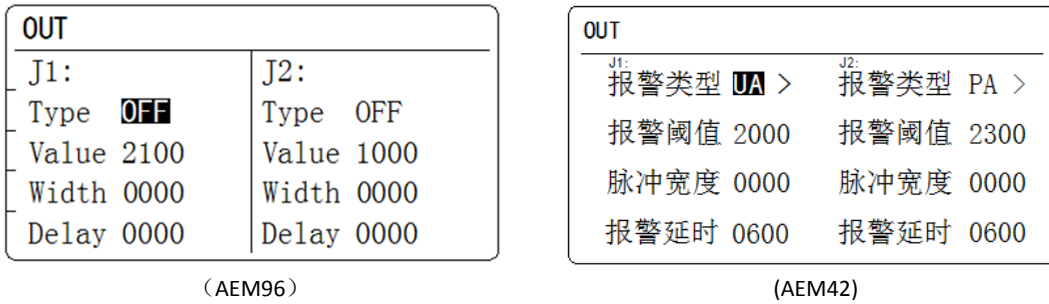 OUT
J1:
Type OFF
Value 2100
Width 0000
Delay 0000
J2:
Type OFF
Value 1000
Width 0000
Delay 0000
（AEM96）
OUT
J1:
报警类型 UA >
报警阈值 2000
脉冲宽度 0000
报警延时 0600
J2:
报警类型 PA >
报警阈值 2300
脉冲宽度 0000
报警延时 0600
(AEM42)